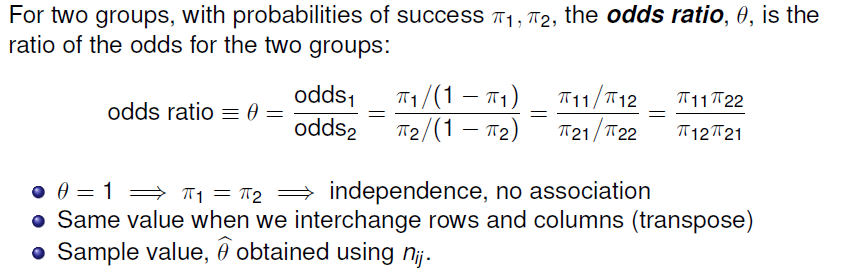 For two groups, with probabilities of success π₁, π₂, the odds ratio, θ, is the
ratio of the odds for the two groups:
odds ratio ≡ θ = odds₁/odds₂ = (π₁/(1 − π₁))/(π₂/(1 − π₂)) = (π₁₁/π₁₂)/(π₂₁/π₂₂) = π₁₁π₂₂/π₁₂π₂₁
• θ = 1 ⟹ π₁ = π₂ ⟹ independence, no association
• Same value when we interchange rows and columns (transpose)
• Sample value, θ̂ obtained using nᵢⱼ.